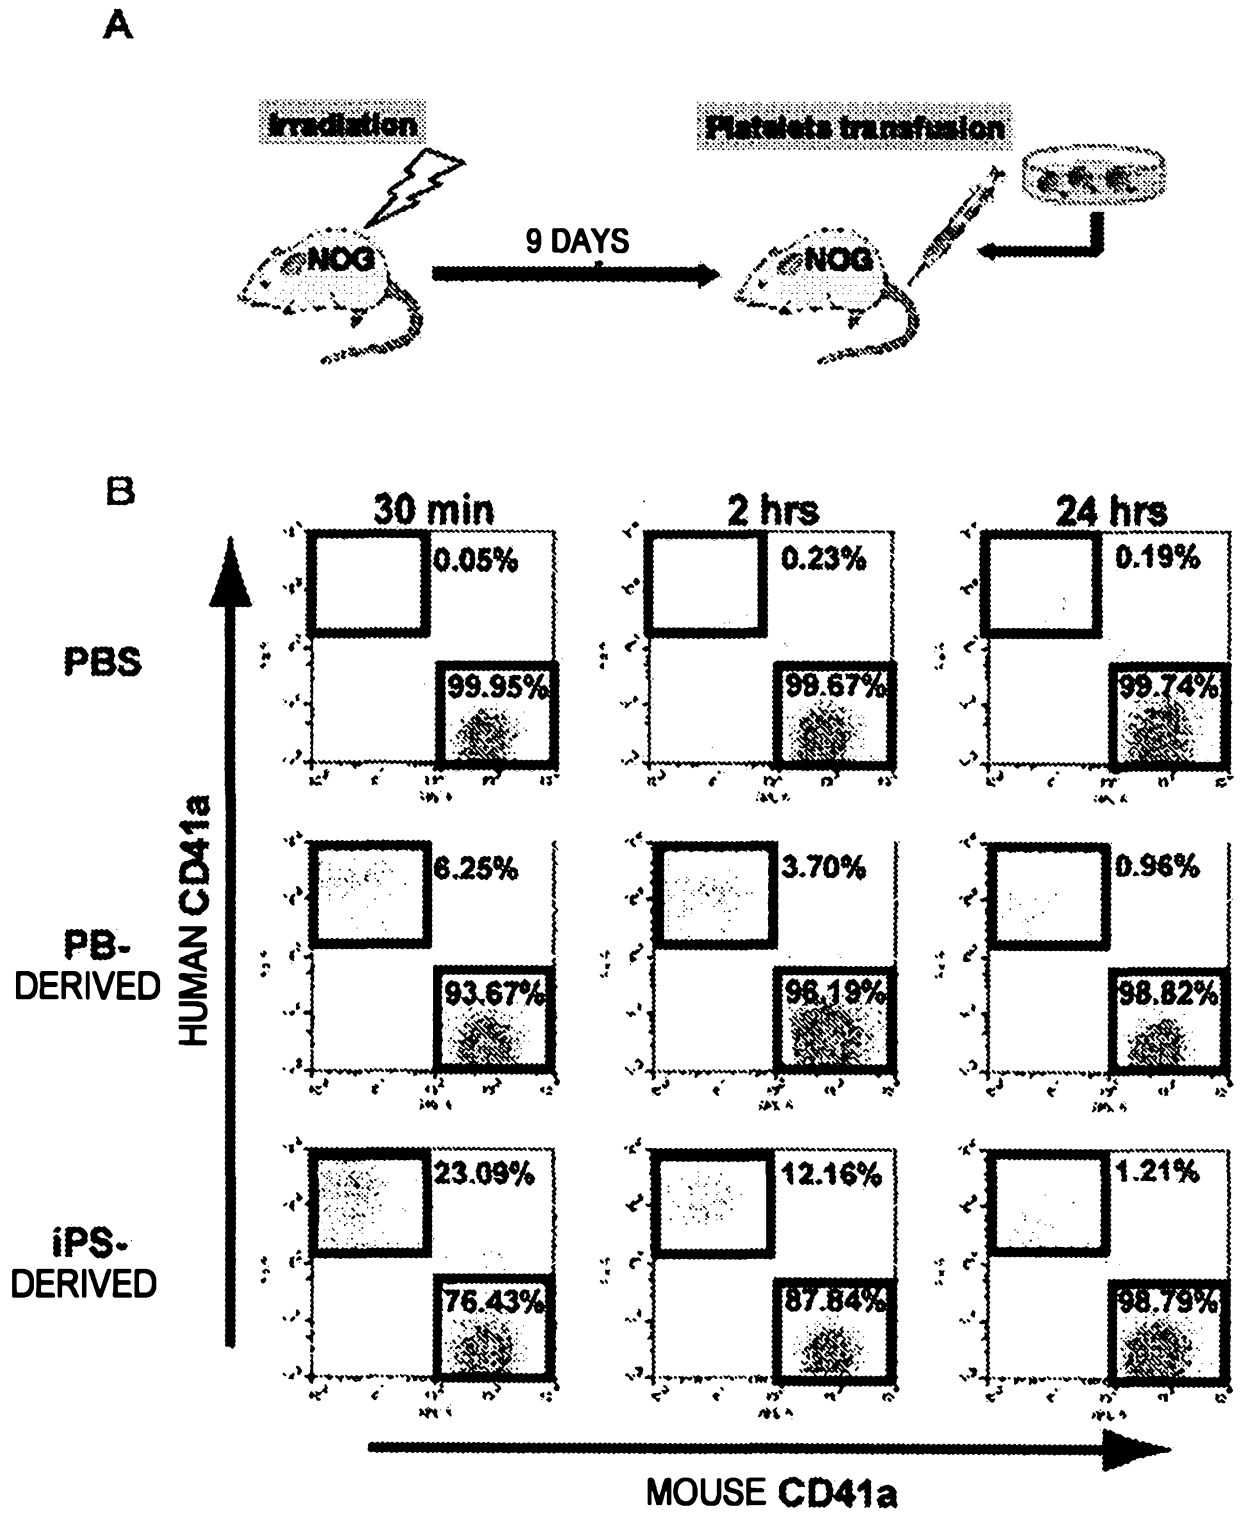 A
Irradiation
Platelets transfusion
NOG
9 DAYS
NOG
B
30 min
2 hrs
24 hrs
PBS
0.05%
0.23%
0.19%
99.95%
99.67%
99.74%
HUMAN CD41a
PB-
DERIVED
6.25%
3.70%
0.96%
93.67%
96.19%
98.82%
iPS-
DERIVED
23.09%
12.16%
1.21%
76.43%
87.84%
98.79%
MOUSE CD41a